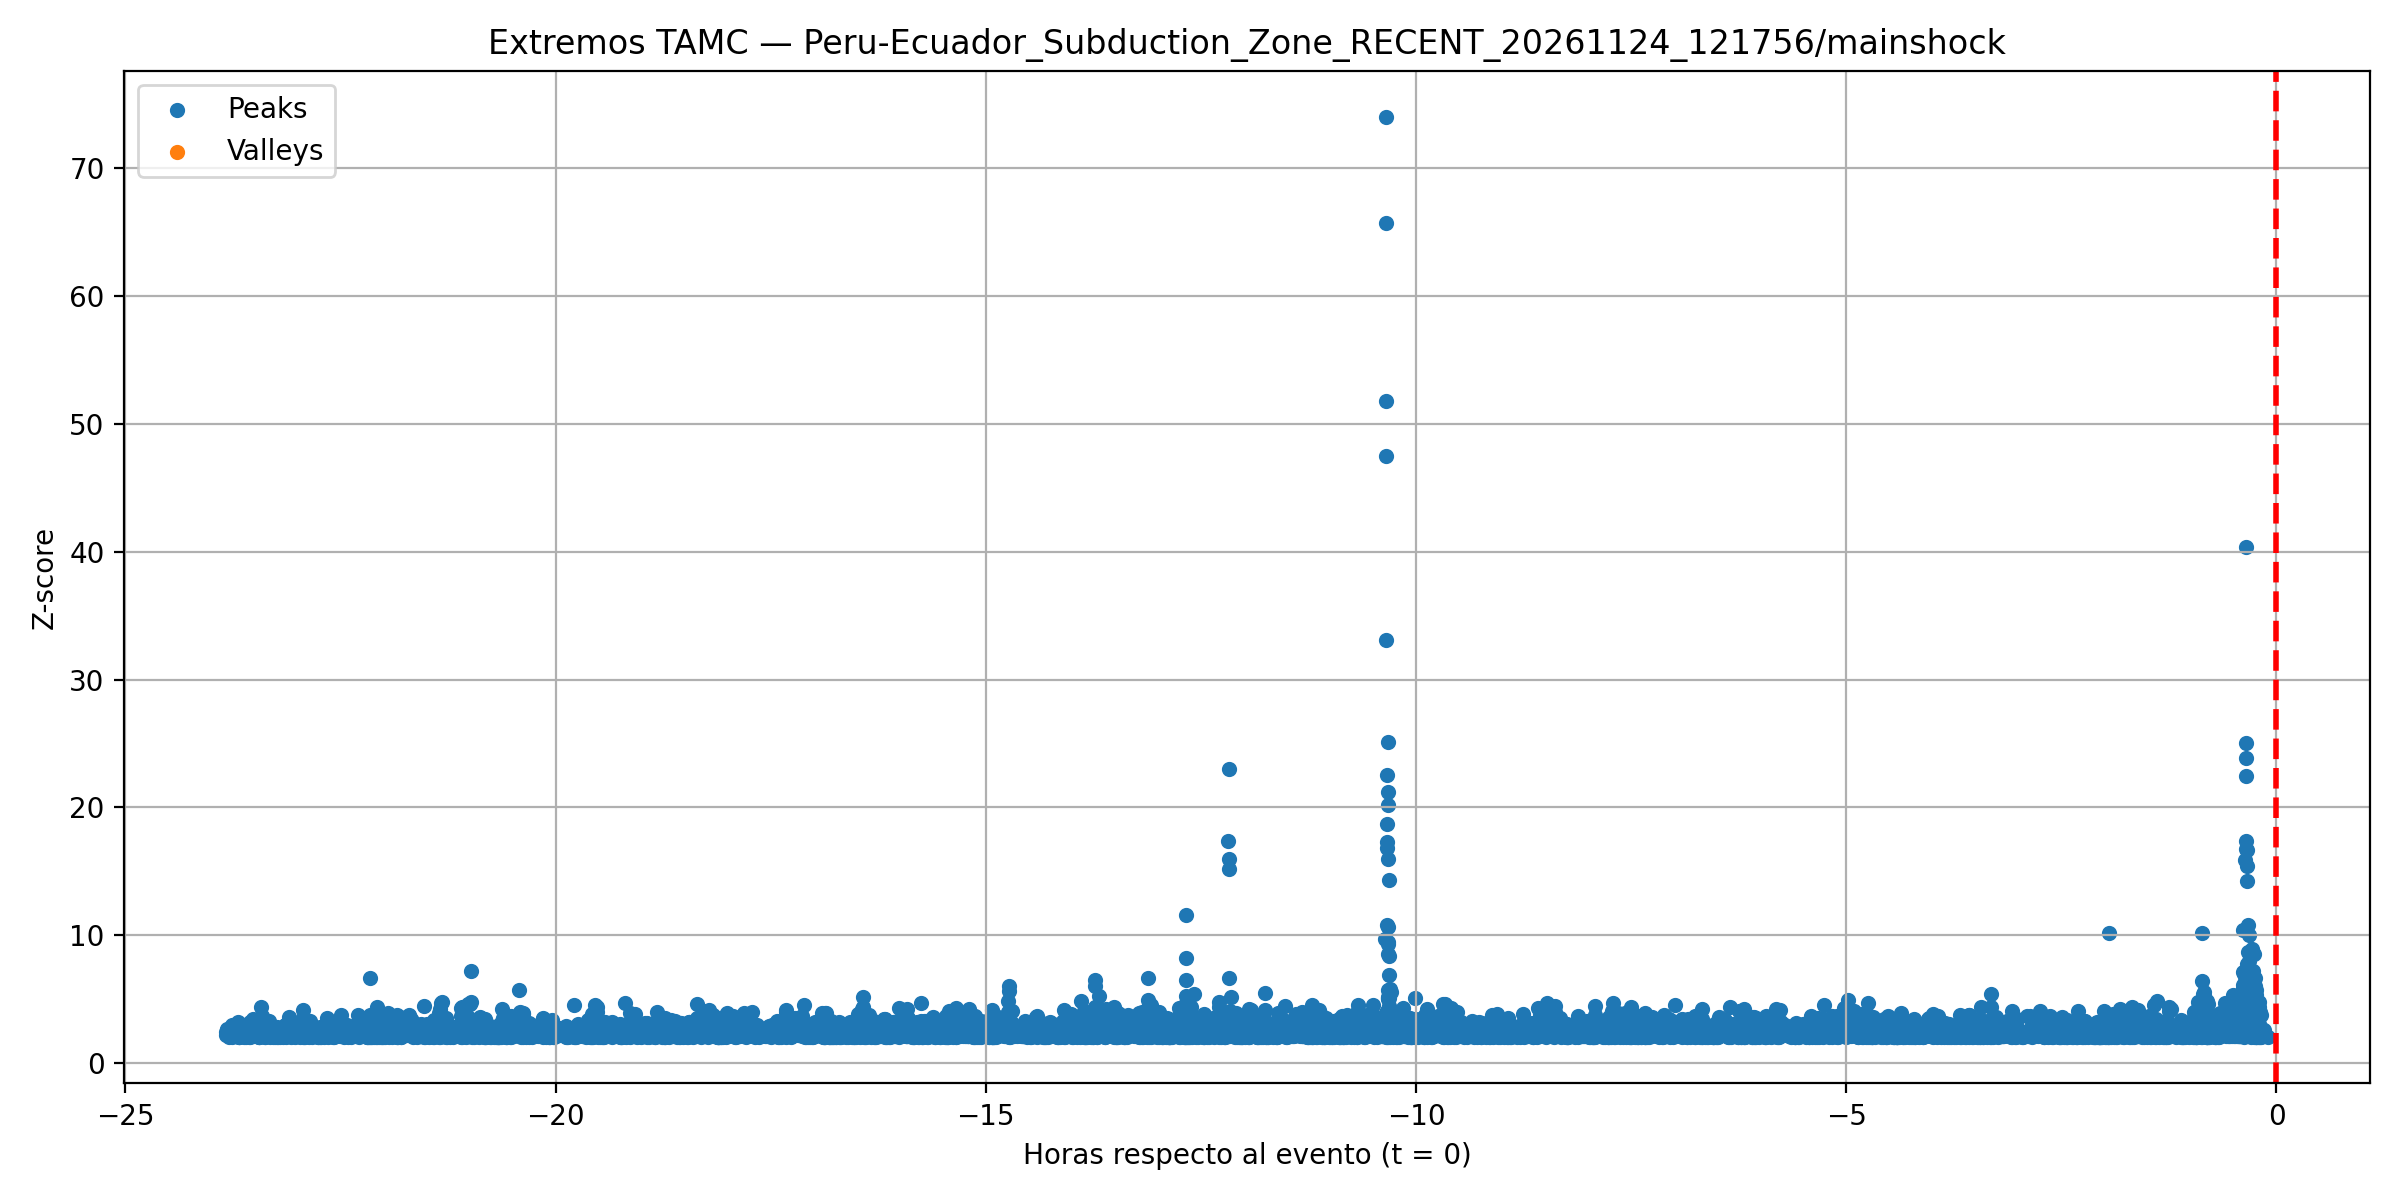 Extremos TAMC — Peru-Ecuador_Subduction_Zone_RECENT_20261124_121756/mainshock
Peaks
Valleys
70
60
50
40
30
20
10
0
Z-score
−25
−20
−15
−10
−5
0
Horas respecto al evento (t = 0)